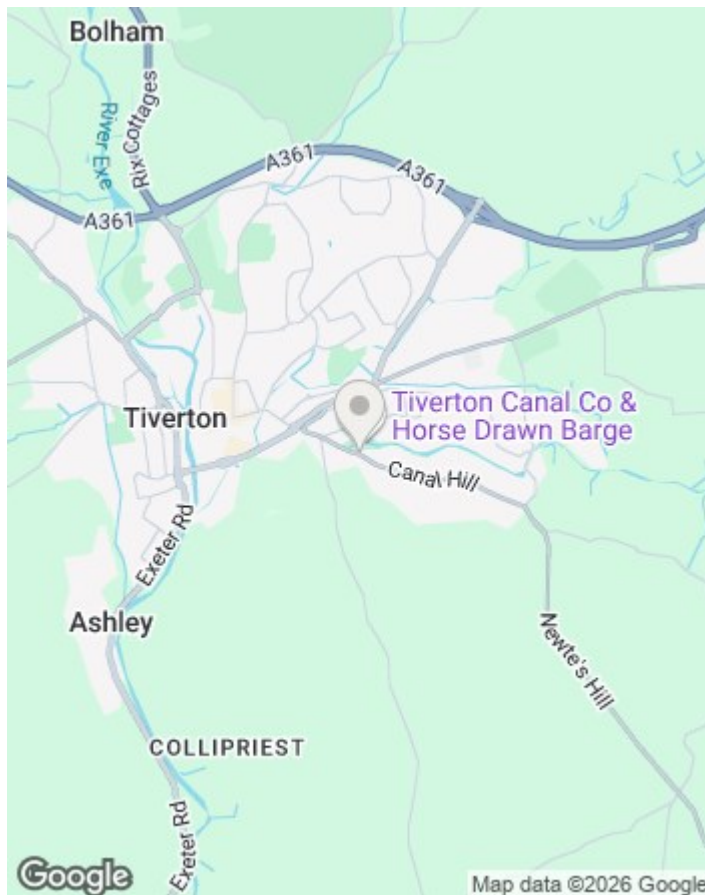 Bolham
River Exe
Rix Cottages
A361
A361
A361
Tiverton
Tiverton Canal Co &
Horse Drawn Barge
Canal Hill
Exeter Rd
Ashley
Newte's Hill
COLLIPRIEST
Exeter Rd
Google
Map data ©2026 Google